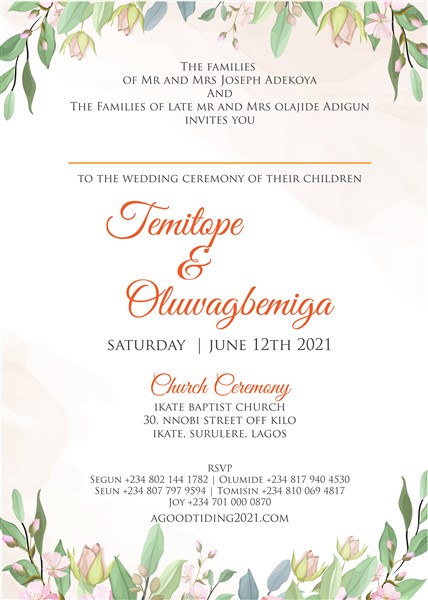 The families
of Mr and Mrs Joseph Adekoya
And
The Families of late mr and Mrs olajide Adigun
invites you
to the wedding ceremony of their children
Temitope
&
Oluwagbemiga
saturday | june 12th 2021
Church Ceremony
ikate baptist church
30, nnobi street off kilo
ikate, surulere, lagos
RSVP
Segun +234 802 144 1782 | Olumide +234 817 940 4530
Seun +234 807 797 9594 | Tomisin +234 810 069 4817
Joy +234 701 000 0870
agoodtiding2021.com